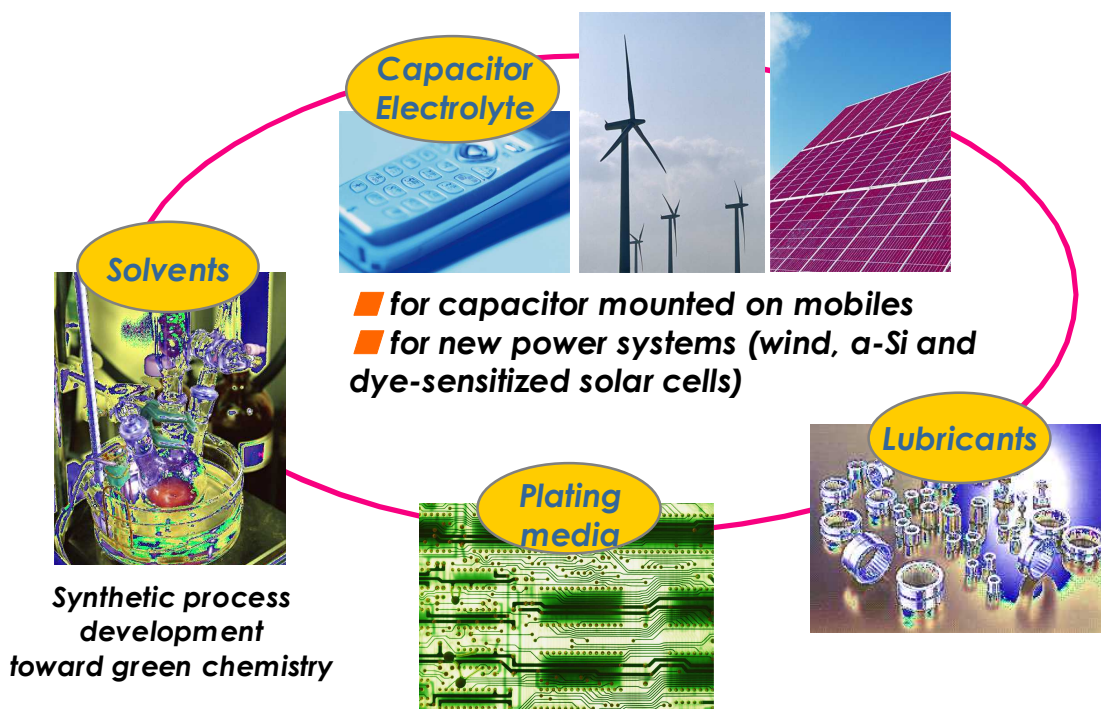 Capacitor
Electrolyte
Solvents
for capacitor mounted on mobiles
for new power systems (wind, a-Si and
dye-sensitized solar cells)
Lubricants
Plating
media
Synthetic process
development
toward green chemistry